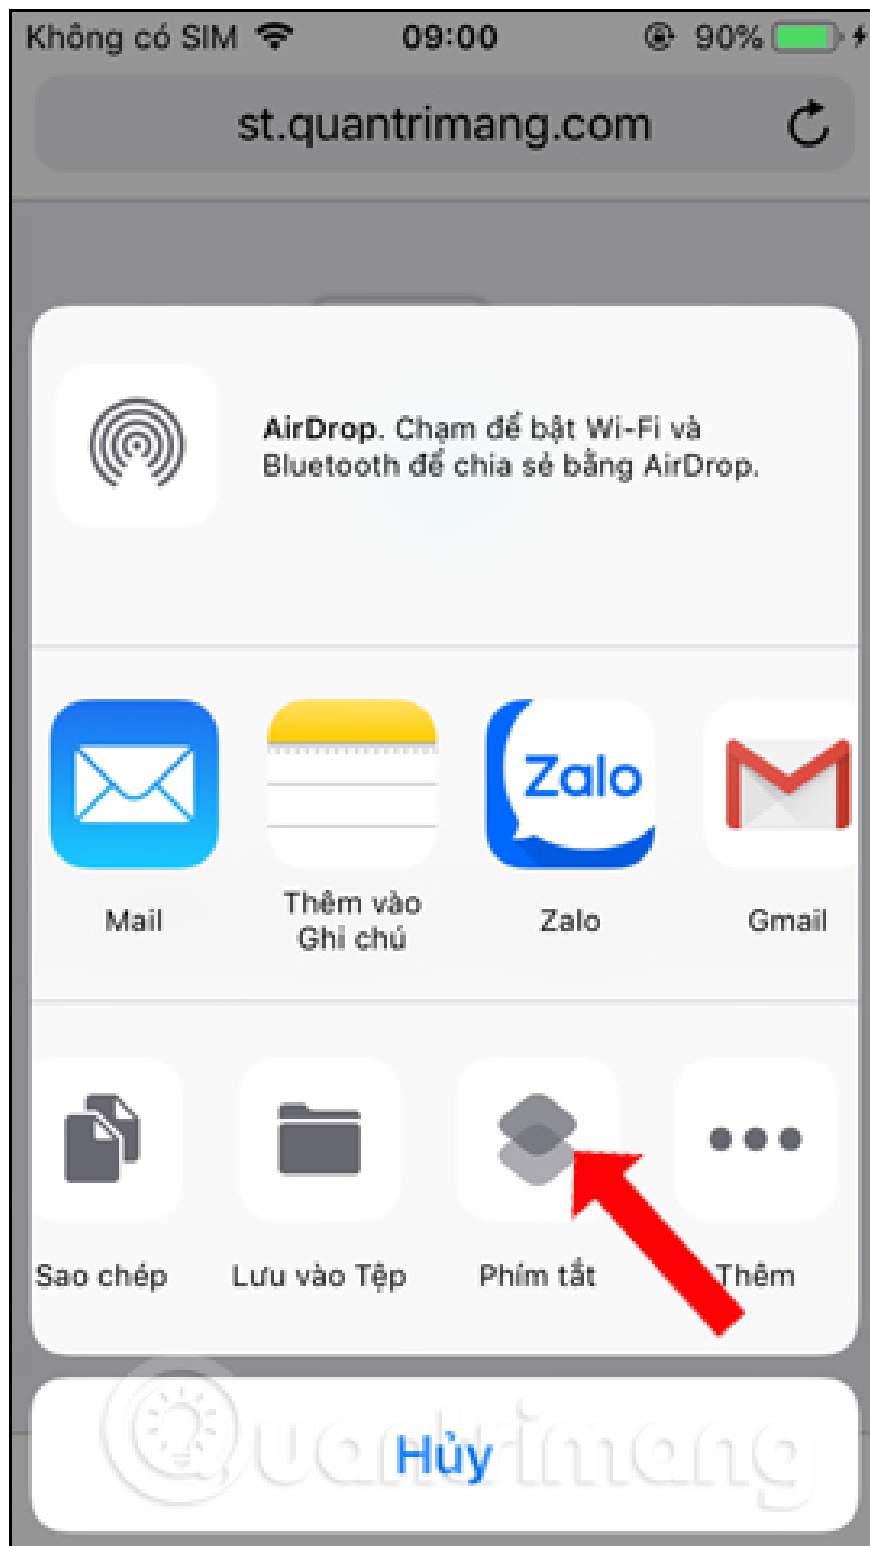 Không có SIM 09:00 90%
st.quantrimang.com
AirDrop. Chạm để bật Wi-Fi và
Bluetooth để chia sẻ bằng AirDrop.
Zalo
Mail
Thêm vào
Ghi chú
Zalo
Gmail
Sao chép
Lưu vào Tệp
Phím tắt
Thêm
Hủy
Quantrimang